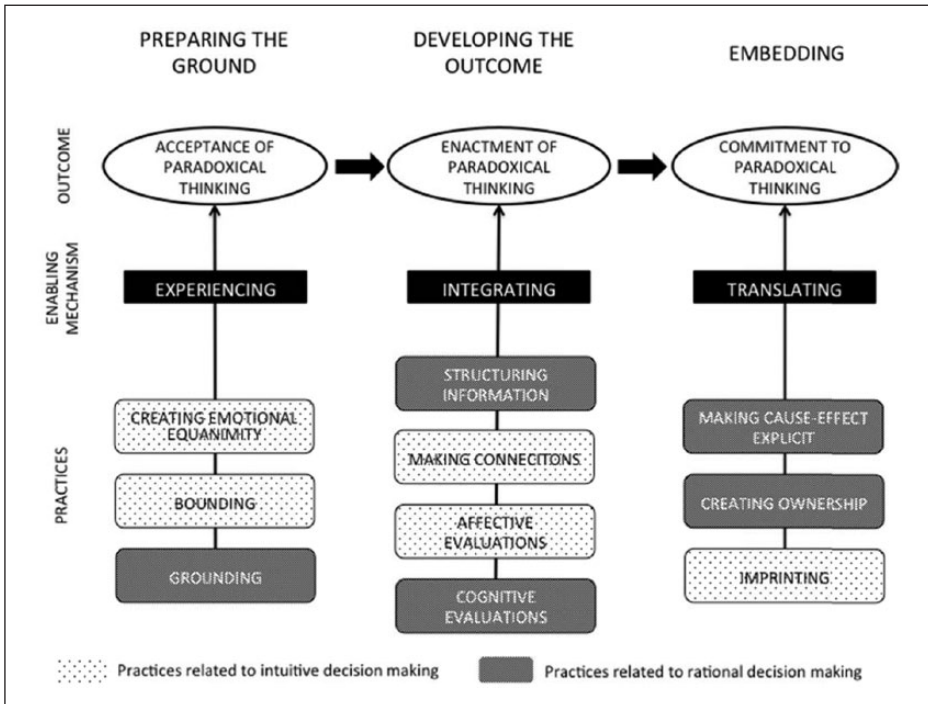 PREPARING THE
GROUND
DEVELOPING THE
OUTCOME
EMBEDDING
OUTCOME
ACCEPTANCE OF
PARADOXICAL
THINKING
ENACTMENT OF
PARADOXICAL
THINKING
COMMITMENT TO
PARADOXICAL
THINKING
ENABLING
MECHANISM
EXPERIENCING
INTEGRATING
TRANSLATING
PRACTICES
CREATING EMOTIONAL
EQUANIMITY
BOUNDING
GROUNDING
STRUCTURING
INFORMATION
MAKING CONNECITONS
AFFECTIVE
EVALUATIONS
COGNITIVE
EVALUATIONS
MAKING CAUSE-EFFECT
EXPLICIT
CREATING OWNERSHIP
IMPRINTING
Practices related to intuitive decision making
Practices related to rational decision making